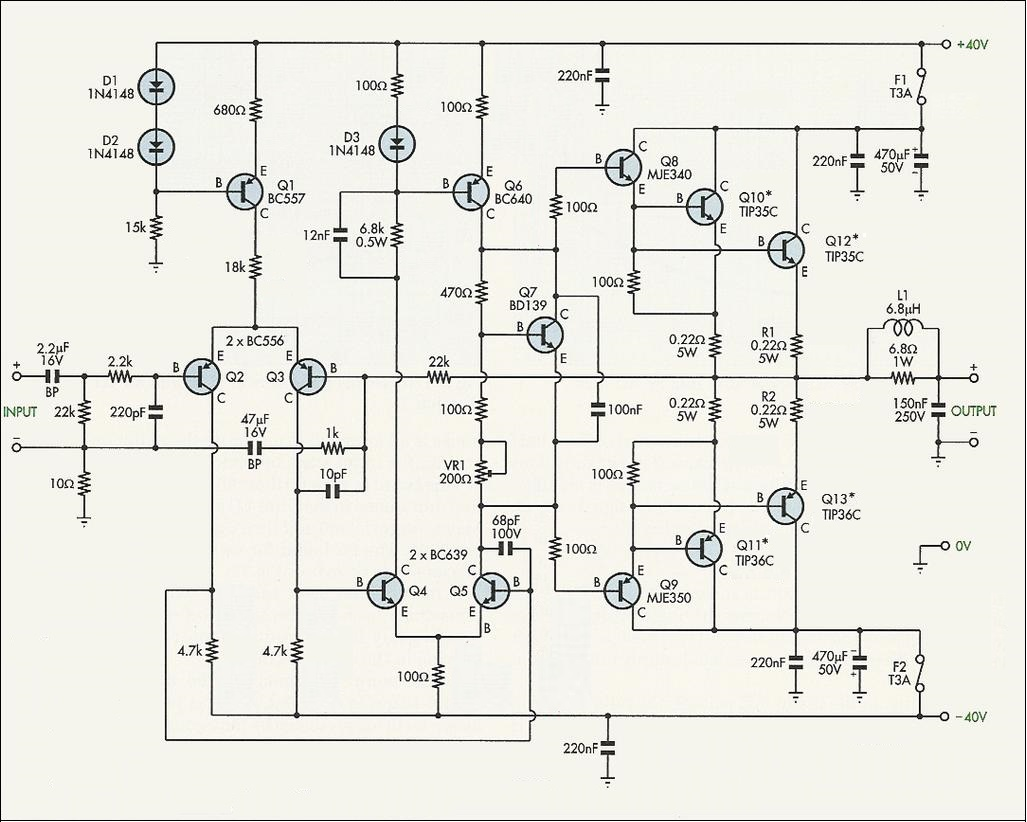 +40V
D1
1N4148
680Ω
100Ω
100Ω
220nF
F1
T3A
D2
1N4148
D3
1N4148
C
B
Q8
MJE340
E
220nF
470µF
50V
+
−
B
E
Q1
BC557
C
B
E
Q6
BC640
C
B
C
Q10*
TIP35C
E
100Ω
15k
12nF
6.8k
0.5W
B
C
Q12*
TIP35C
E
18k
470Ω
Q7
BD139
B
C
E
100Ω
L1
6.8µH
2 x BC556
0.22Ω
5W
R1
0.22Ω
5W
6.8Ω
1W
+
2.2µF
16V
BP
2.2k
B
E
Q2
C
E
Q3
B
C
22k
+
INPUT
22k
220pF
47µF
16V
BP
1k
100Ω
100nF
0.22Ω
5W
R2
0.22Ω
5W
150nF
250V
OUTPUT
−
−
10Ω
10pF
VR1
200Ω
100Ω
B
E
Q13*
TIP36C
C
68pF
100V
2 x BC639
100Ω
B
E
Q11*
TIP36C
C
0V
B
C
Q4
E
C
Q5
B
E
B
B
E
Q9
MJE350
C
4.7k
4.7k
100Ω
220nF
470µF
50V
−
+
F2
T3A
−40V
220nF